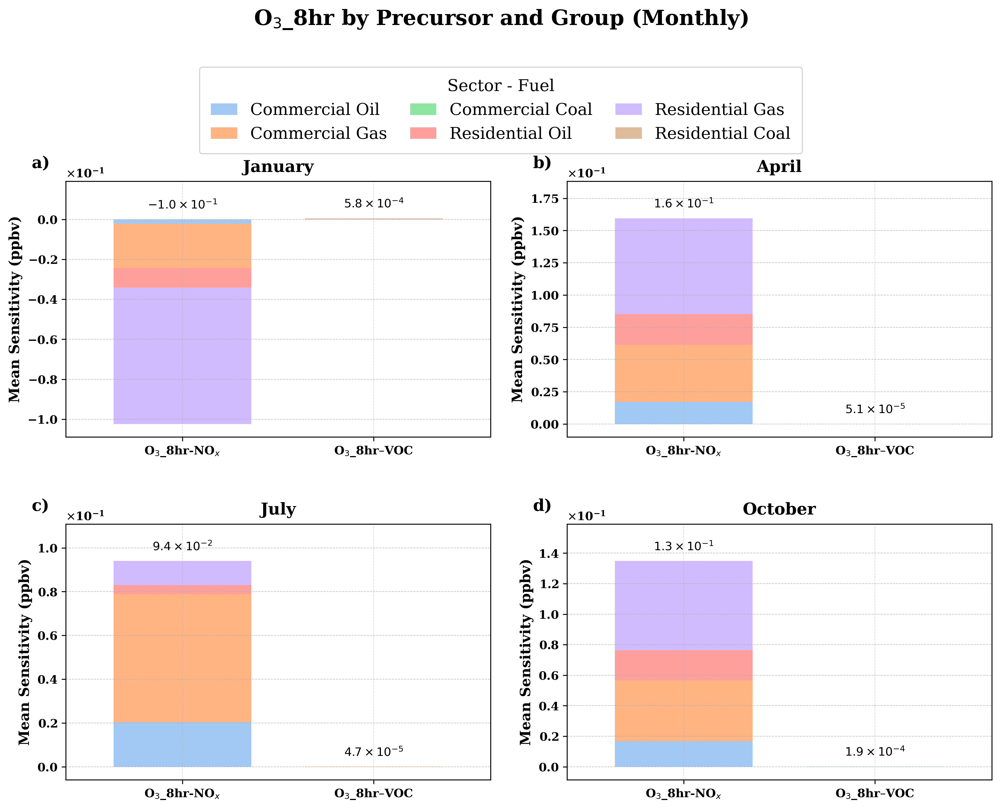 O₃_8hr by Precursor and Group (Monthly)
Sector - Fuel
Commercial Oil
Commercial Gas
Commercial Coal
Residential Oil
Residential Gas
Residential Coal
a)
January
×10⁻¹
Mean Sensitivity (ppbv)
0.0
−0.2
−0.4
−0.6
−0.8
−1.0
−1.0 × 10⁻¹
5.8 × 10⁻⁴
O₃_8hr-NOₓ
O₃_8hr–VOC
b)
April
×10⁻¹
Mean Sensitivity (ppbv)
1.75
1.50
1.25
1.00
0.75
0.50
0.25
0.00
1.6 × 10⁻¹
5.1 × 10⁻⁵
O₃_8hr-NOₓ
O₃_8hr–VOC
c)
July
×10⁻¹
Mean Sensitivity (ppbv)
1.0
0.8
0.6
0.4
0.2
0.0
9.4 × 10⁻²
4.7 × 10⁻⁵
O₃_8hr-NOₓ
O₃_8hr–VOC
d)
October
×10⁻¹
Mean Sensitivity (ppbv)
1.4
1.2
1.0
0.8
0.6
0.4
0.2
0.0
1.3 × 10⁻¹
1.9 × 10⁻⁴
O₃_8hr-NOₓ
O₃_8hr–VOC